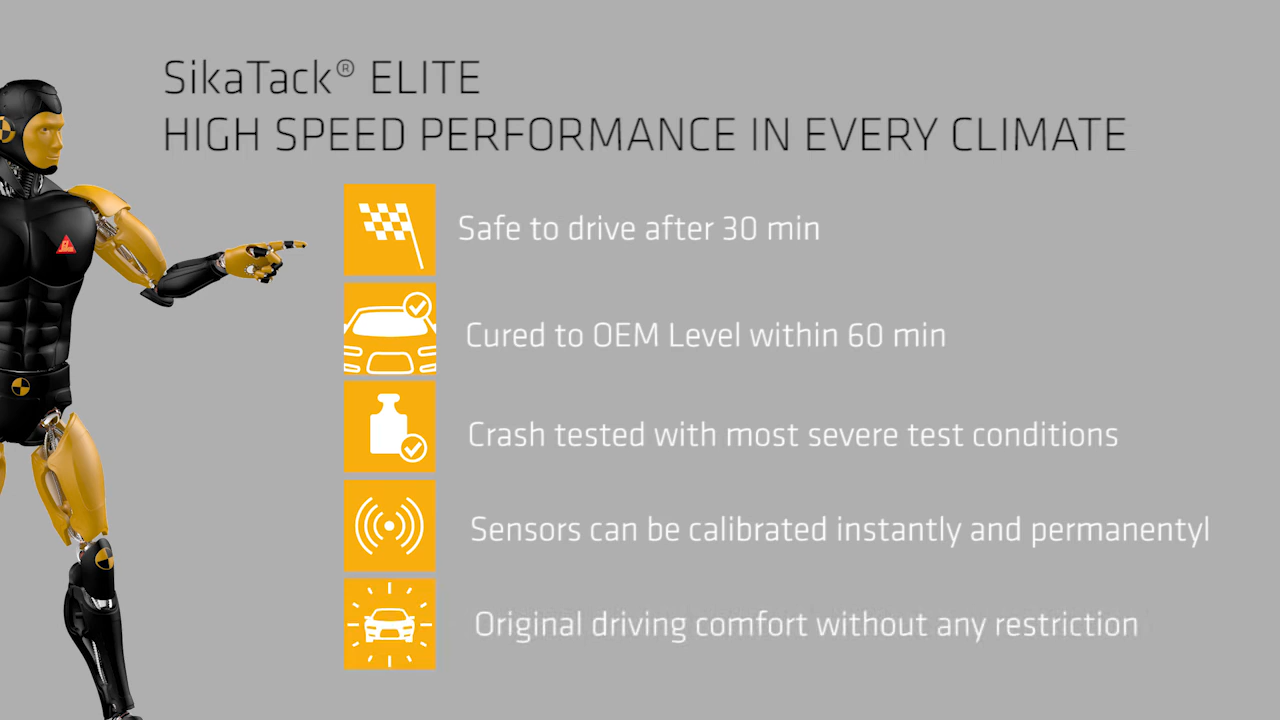 SikaTack® ELITE
HIGH SPEED PERFORMANCE IN EVERY CLIMATE
Safe to drive after 30 min
Cured to OEM Level within 60 min
Crash tested with most severe test conditions
Sensors can be calibrated instantly and permanentyl
Original driving comfort without any restriction